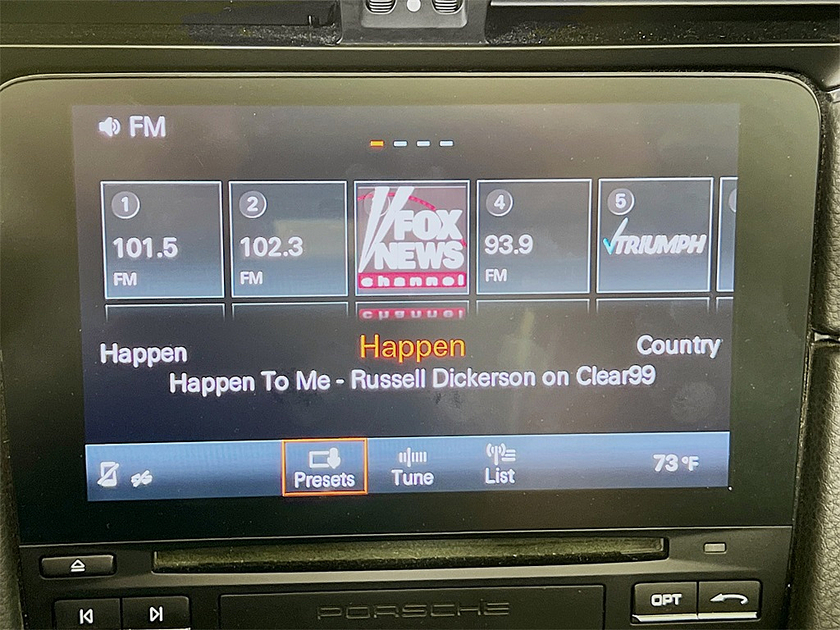 FM
1 2 4 5
101.5 102.3 FOX NEWS channel 93.9 TRIUMPH
FM FM FM
Happen Happen Country
Happen To Me - Russell Dickerson on Clear99
Presets Tune List 73°F
OPT
PORSCHE